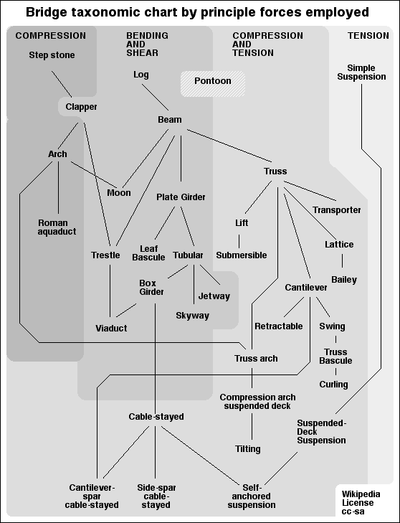 Bridge taxonomic chart by principle forces employed
COMPRESSION
BENDING
AND
SHEAR
COMPRESSION
AND
TENSION
TENSION
Step stone
Log
Pontoon
Simple
Suspension
Clapper
Beam
Arch
Truss
Moon
Plate Girder
Transporter
Roman
aquaduct
Lift
Lattice
Trestle
Leaf
Bascule
Tubular
Submersible
Bailey
Box
Girder
Jetway
Cantilever
Skyway
Viaduct
Retractable
Swing
Truss arch
Truss
Bascule
Curling
Compression arch
suspended deck
Cable-stayed
Suspended-
Deck
Suspension
Tilting
Cantilever-
spar
cable-stayed
Side-spar
cable-
stayed
Self-
anchored
suspension
Wikipedia
License
cc-sa